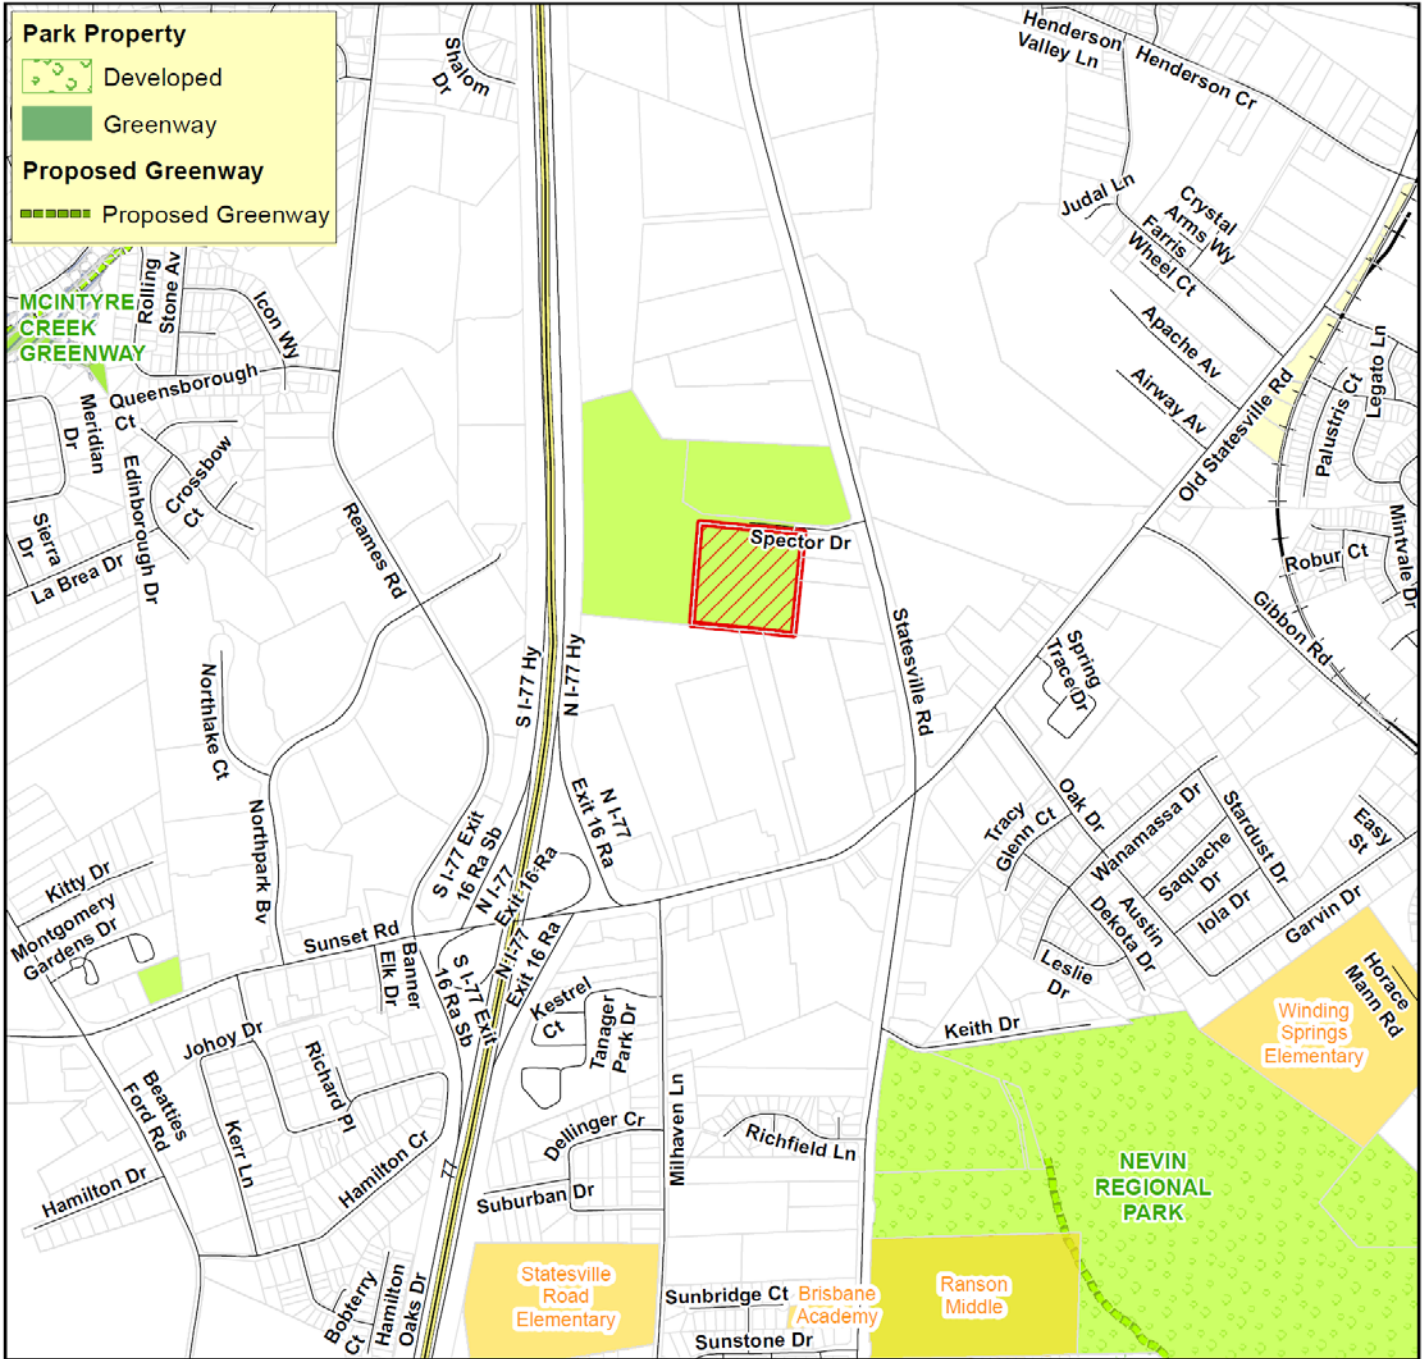 Park Property
Developed
Greenway
Proposed Greenway
Proposed Greenway
Shalom
Dr
Henderson
Valley Ln
Henderson Cr
Judal Ln
Crystal
Arms Wy
Farris
Wheel Ct
Apache Av
Airway Av
Old Statesville Rd
Legato Ln
Palustris Ct
Mintvale Dr
Robur Ct
Gibbon Rd
MCINTYRE
CREEK
GREENWAY
Rolling
Stone Av
Icon Wy
Queensborough
Ct
Meridian
Dr
Edinborough Dr
Crossbow
Ct
Sierra
Dr
La Brea Dr
Reames Rd
Spector Dr
Statesville Rd
S I-77 Hy
N I-77 Hy
Northlake Ct
Northpark Bv
Spring
Trace Dr
Oak Dr
Tracy
Glenn Ct
Wanamassa Dr
Stardust Dr
Saquache
Dr
Iola Dr
Easy
St
Garvin Dr
Austin
Dekota Dr
Leslie
Dr
Keith Dr
Horace
Mann Rd
Winding
Springs
Elementary
Kitty Dr
Montgomery
Gardens Dr
Sunset Rd
S I-77 Exit
16 Ra Sb
N I-77
Exit 16 Ra
N I-77
Exit 16 Ra
N I-77
Exit 16 Ra
S I-77 Exit
16 Ra Sb
Banner
Elk Dr
Kestrel
Ct
Tanager
Park Dr
Johoy Dr
Richard Pl
Beatties
Ford Rd
Kerr Ln
Hamilton Cr
Hamilton Dr
77
Dellinger Cr
Suburban Dr
Milhaven Ln
Richfield Ln
NEVIN
REGIONAL
PARK
Bobterry
Ct
Hamilton
Oaks Dr
Statesville
Road
Elementary
Sunbridge Ct
Sunstone Dr
Brisbane
Academy
Ranson
Middle